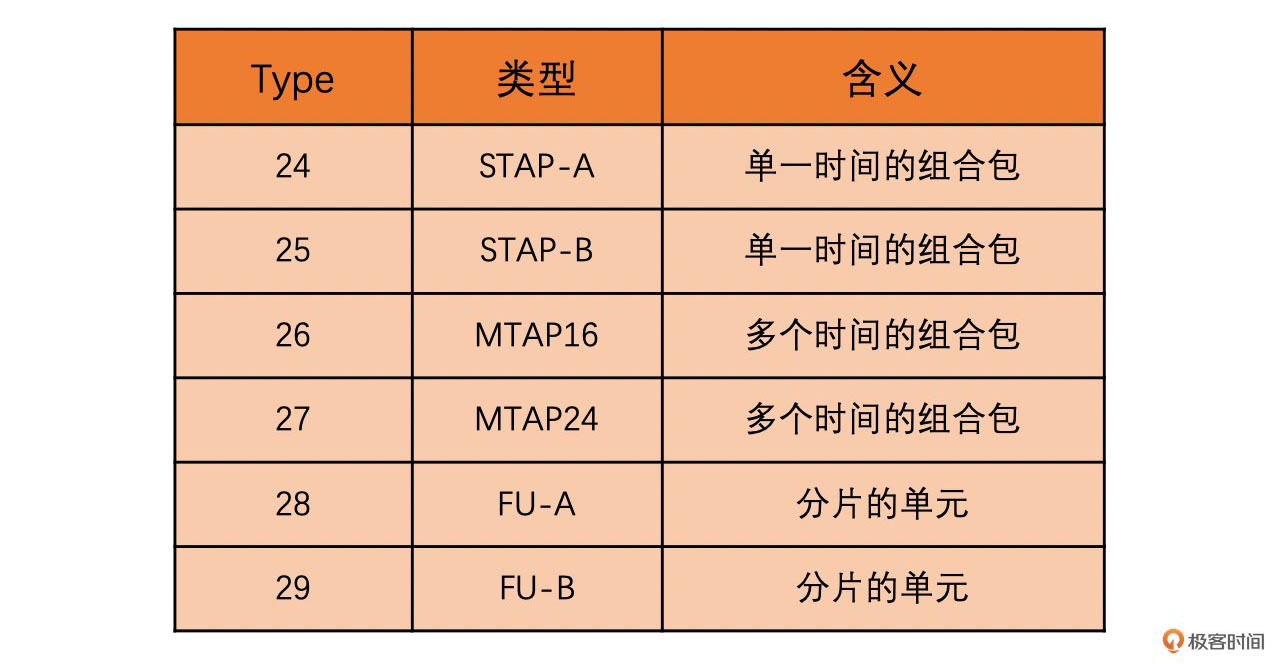 Type 类型 含义
24 STAP-A 单一时间的组合包
25 STAP-B 单一时间的组合包
26 MTAP16 多个时间的组合包
27 MTAP24 多个时间的组合包
28 FU-A 分片的单元
29 FU-B 分片的单元
极客时间